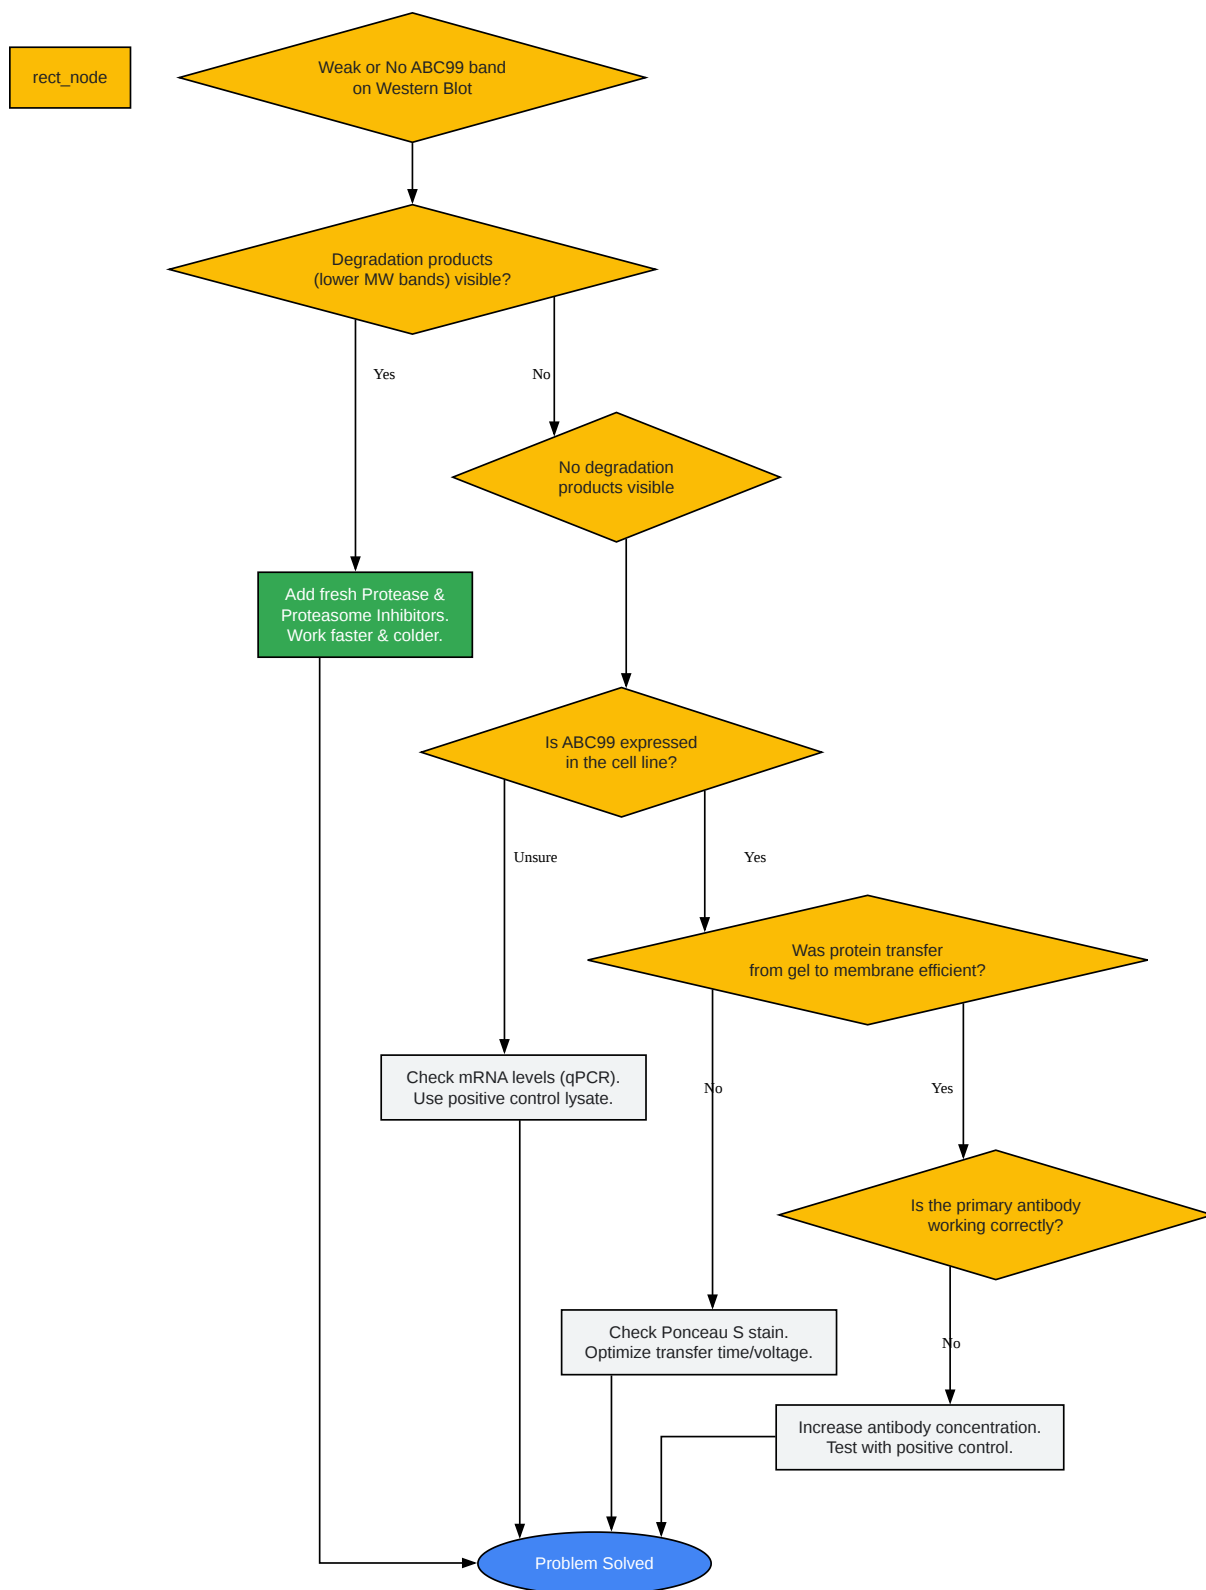 rect_node
Weak or No ABC99 band
on Western Blot
Degradation products
(lower MW bands) visible?
Yes
No
No degradation
products visible
Add fresh Protease &
Proteasome Inhibitors.
Work faster & colder.
Is ABC99 expressed
in the cell line?
Unsure
Yes
Was protein transfer
from gel to membrane efficient?
Check mRNA levels (qPCR).
Use positive control lysate.
No
Yes
Is the primary antibody
working correctly?
Check Ponceau S stain.
Optimize transfer time/voltage.
No
Increase antibody concentration.
Test with positive control.
Problem Solved